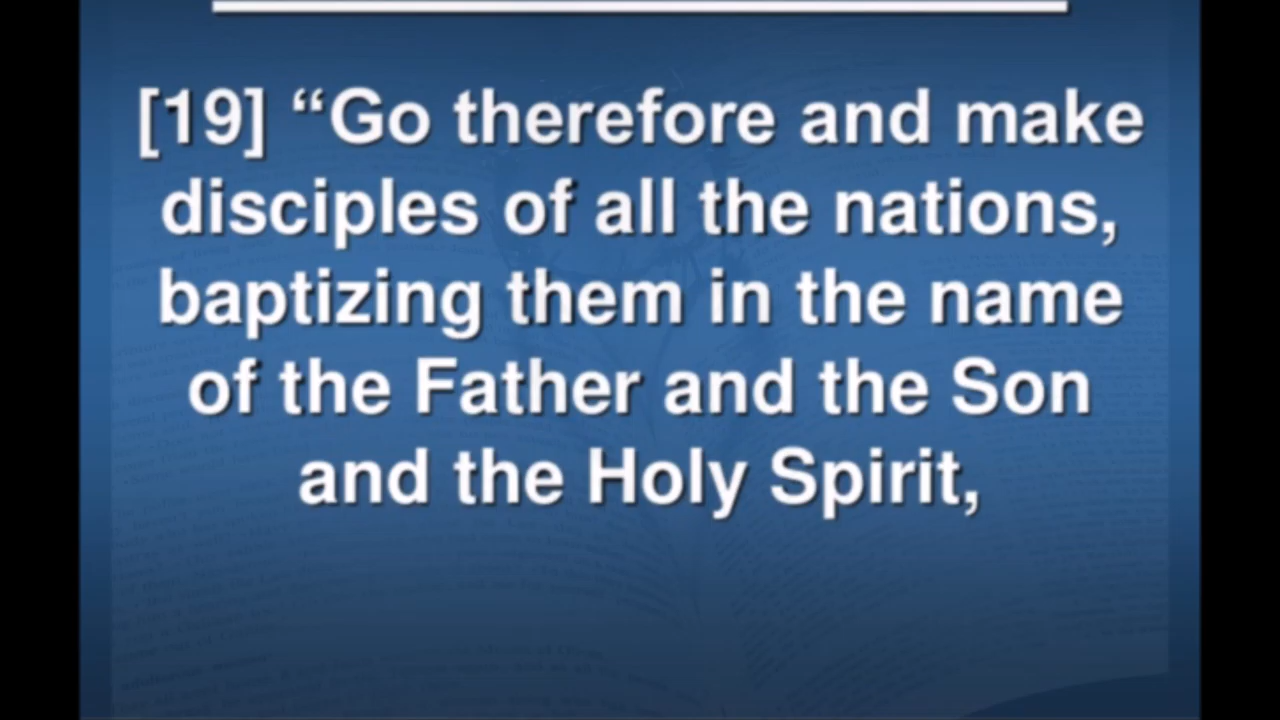 [19] “Go therefore and make
disciples of all the nations,
baptizing them in the name
of the Father and the Son
and the Holy Spirit,